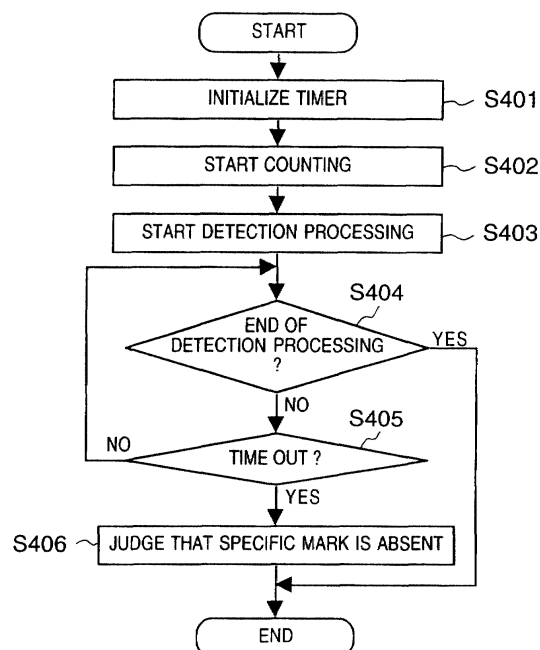 START
INITIALIZE TIMER
S401
START COUNTING
S402
START DETECTION PROCESSING
S403
S404
END OF
DETECTION PROCESSING
?
YES
NO
S405
NO
TIME OUT ?
YES
S406
JUDGE THAT SPECIFIC MARK IS ABSENT
END